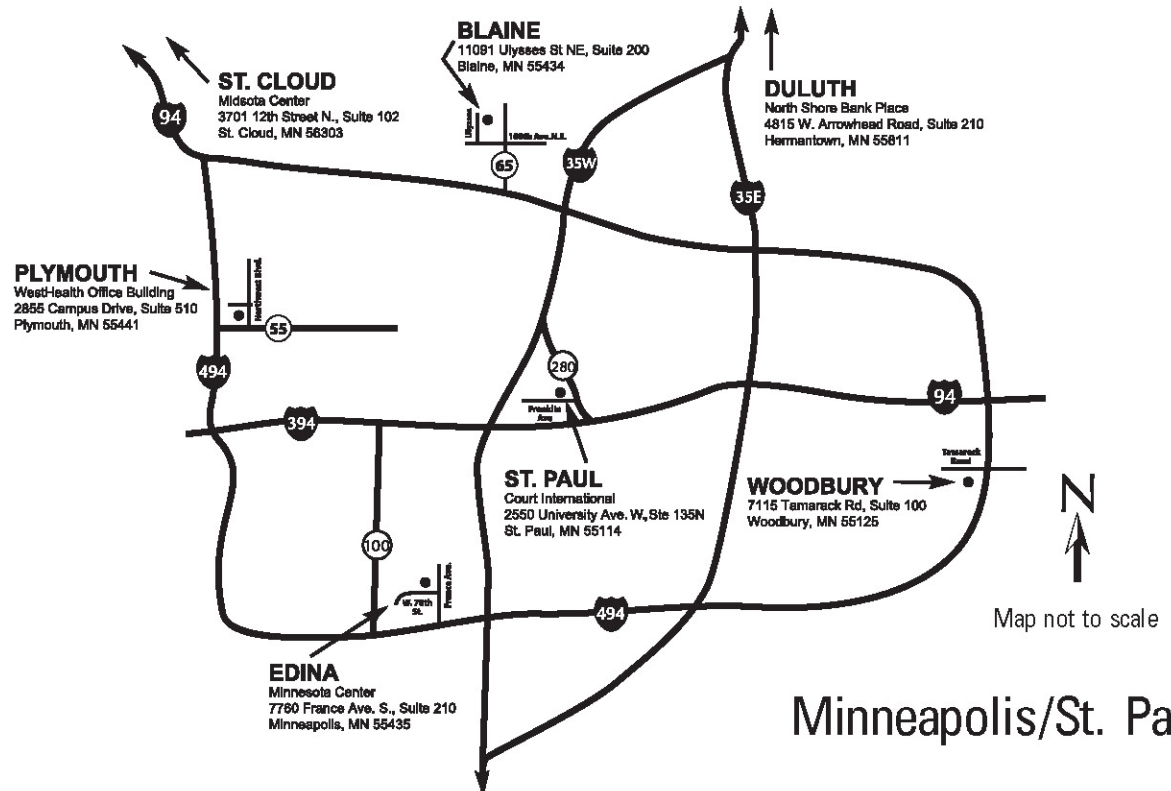 BLAINE
11091 Ulysses St NE, Suite 200
Blaine, MN 55434
ST. CLOUD
Midsota Center
3701 12th Street N., Suite 102
St. Cloud, MN 56303
DULUTH
North Shore Bank Place
4815 W. Arrowhead Road, Suite 210
Hermantown, MN 55811
94
Ulysses
109th Ave. N.E.
65
35W
35E
PLYMOUTH
WestHealth Office Building
2855 Campus Drive, Suite 510
Plymouth, MN 55441
Northwest Blvd.
55
494
280
Franklin
Ave
394
94
ST. PAUL
Court International
2550 University Ave. W, Ste 135N
St. Paul, MN 55114
Tamarack
Road
WOODBURY
7115 Tamarack Rd, Suite 100
Woodbury, MN 55125
N
100
W. 78th
St.
France Ave.
494
Map not to scale
EDINA
Minnesota Center
7760 France Ave. S., Suite 210
Minneapolis, MN 55435
Minneapolis/St. Pa